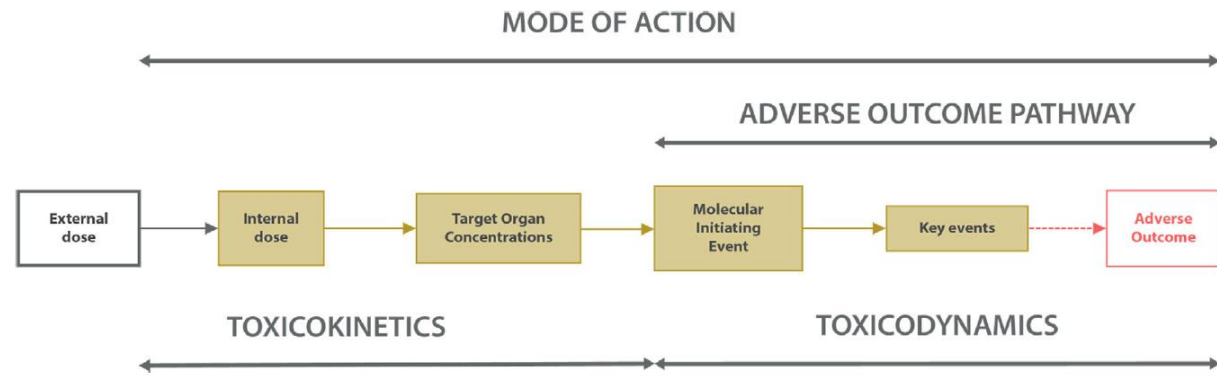 MODE OF ACTION
ADVERSE OUTCOME PATHWAY
External
dose
Internal
dose
Target Organ
Concentrations
Molecular
Initiating
Event
Key events
Adverse
Outcome
TOXICOKINETICS
TOXICODYNAMICS